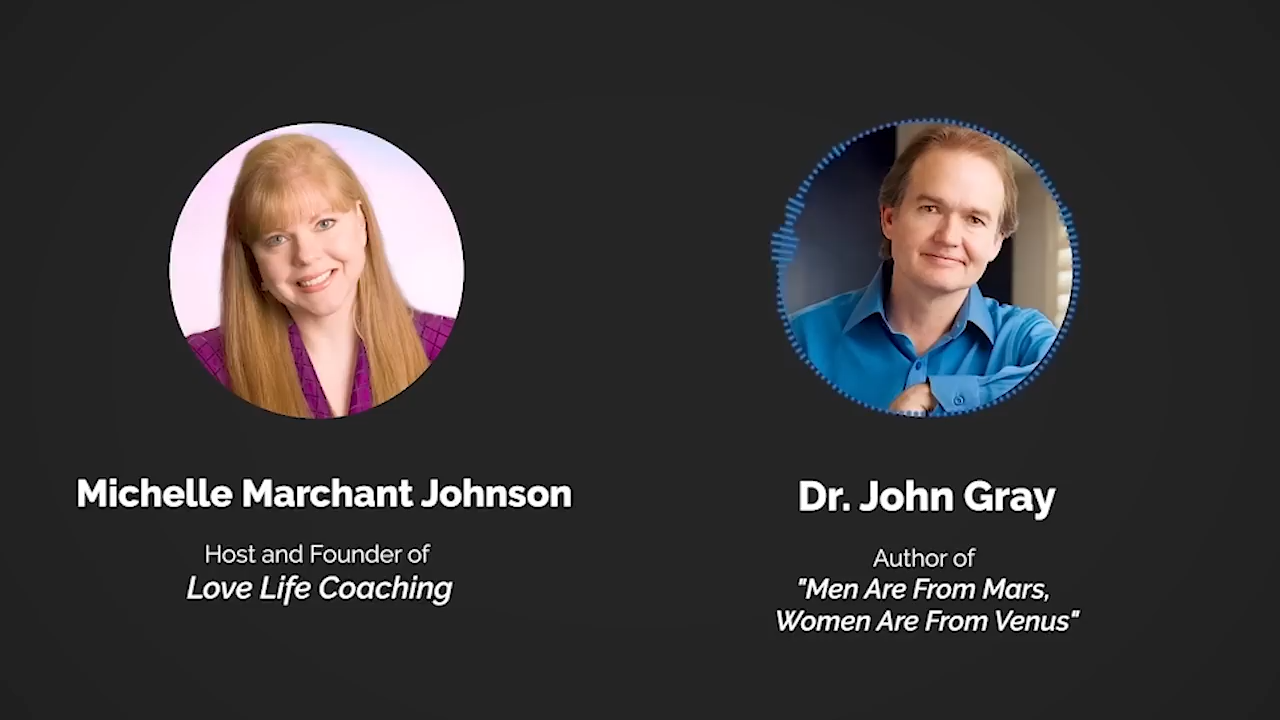 Michelle Marchant Johnson
Host and Founder of
Love Life Coaching
Dr. John Gray
Author of
"Men Are From Mars,
Women Are From Venus"